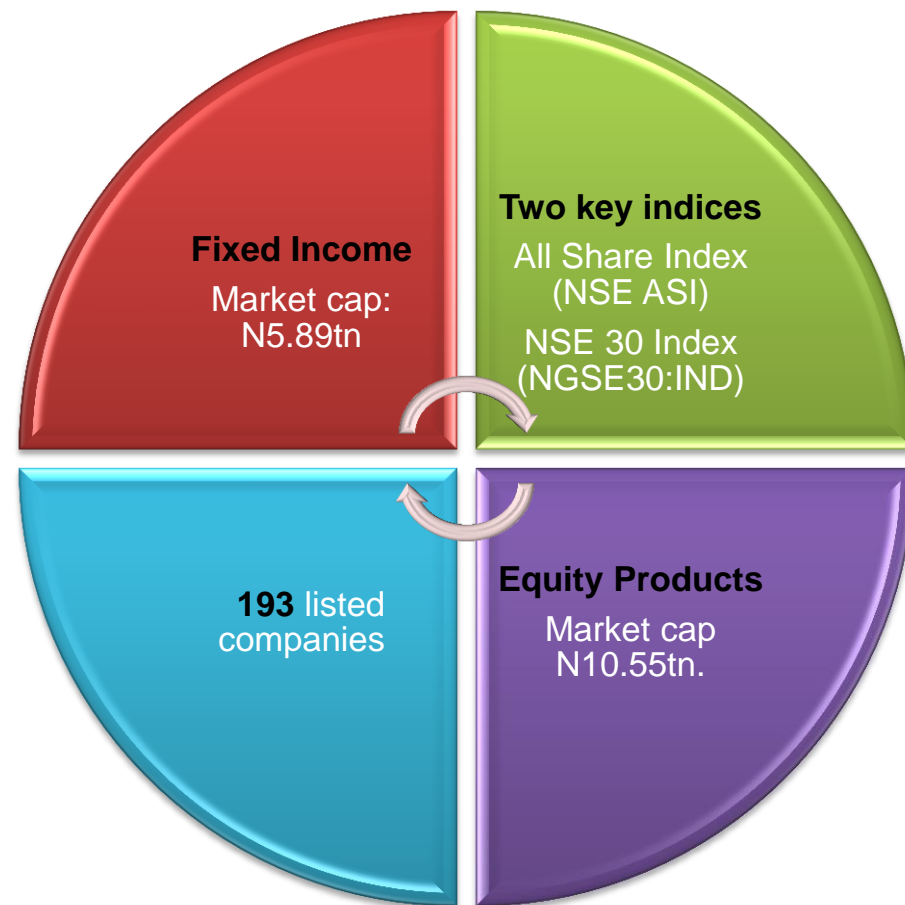 Fixed Income
Market cap:
N5.89tn
Two key indices
All Share Index
(NSE ASI)
NSE 30 Index
(NGSE30:IND)
193 listed
companies
Equity Products
Market cap
N10.55tn.